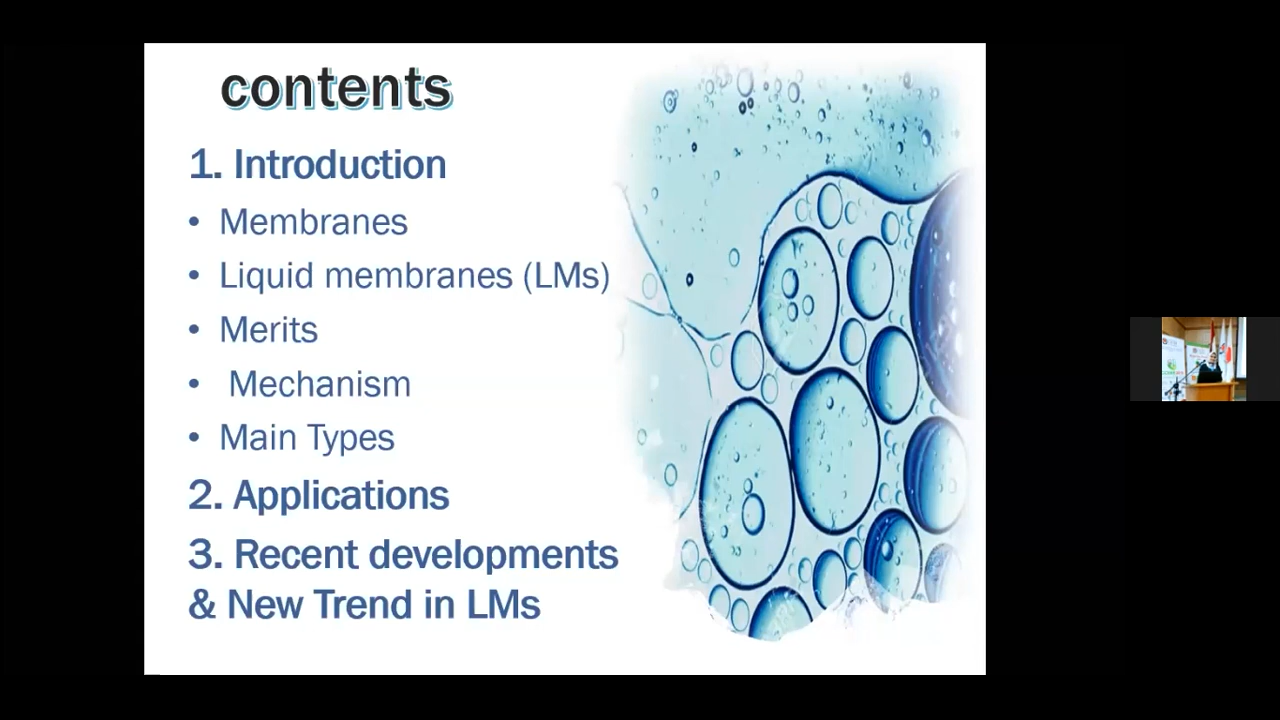 contents
1. Introduction
• Membranes
• Liquid membranes (LMs)
• Merits
• Mechanism
• Main Types
2. Applications
3. Recent developments
& New Trend in LMs